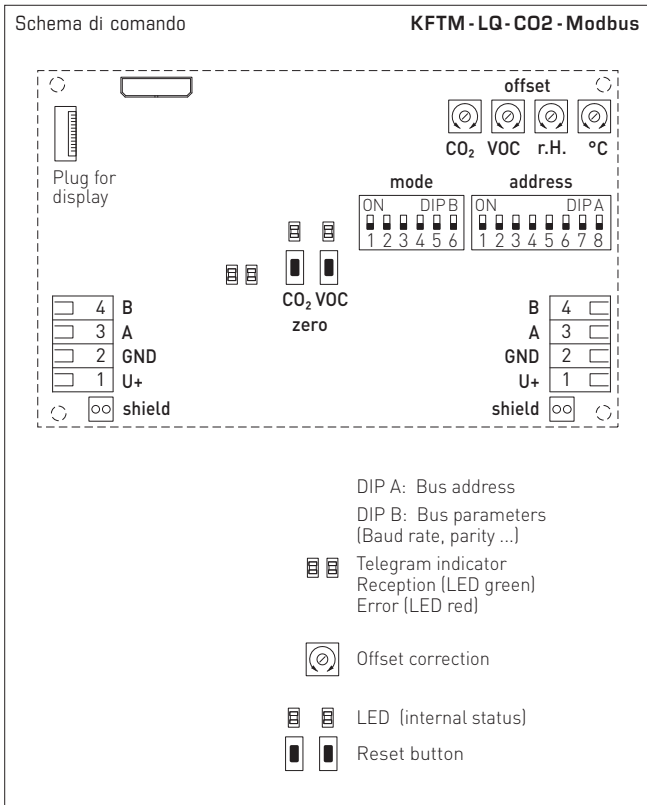 Schema di comando KFTM-LQ-CO2-Modbus
offset
CO₂ VOC r.H. °C
Plug for
display
mode address
ON DIP B ON DIP A
1 2 3 4 5 6 1 2 3 4 5 6 7 8
CO₂ VOC
zero
4 B B 4
3 A A 3
2 GND GND 2
1 U+ U+ 1
shield shield
DIP A: Bus address
DIP B: Bus parameters
(Baud rate, parity ...)
Telegram indicator
Reception (LED green)
Error (LED red)
Offset correction
LED (internal status)
Reset button